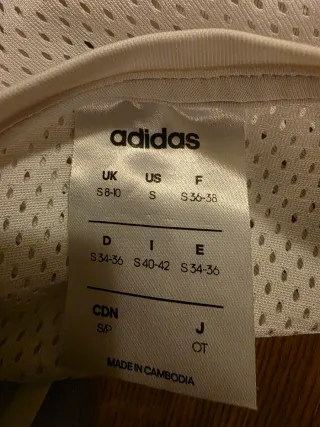 adidas
UK US F
S 8-10 S S 36-38
D I E
S 34-36 S 40-42 S 34-36
CDN J
S/P OT
MADE IN CAMBODIA